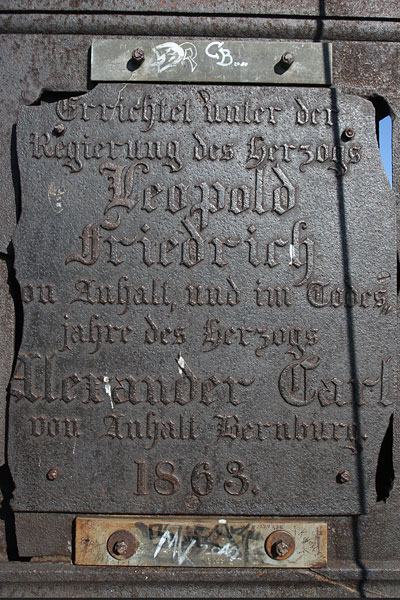 Errichtet unter der
Regierung des Herzogs
Leopold
Friedrich
von Anhalt, und im Todes„
jahre des Herzogs
Alexander Carl
von Anhalt Bernburg.
1863.